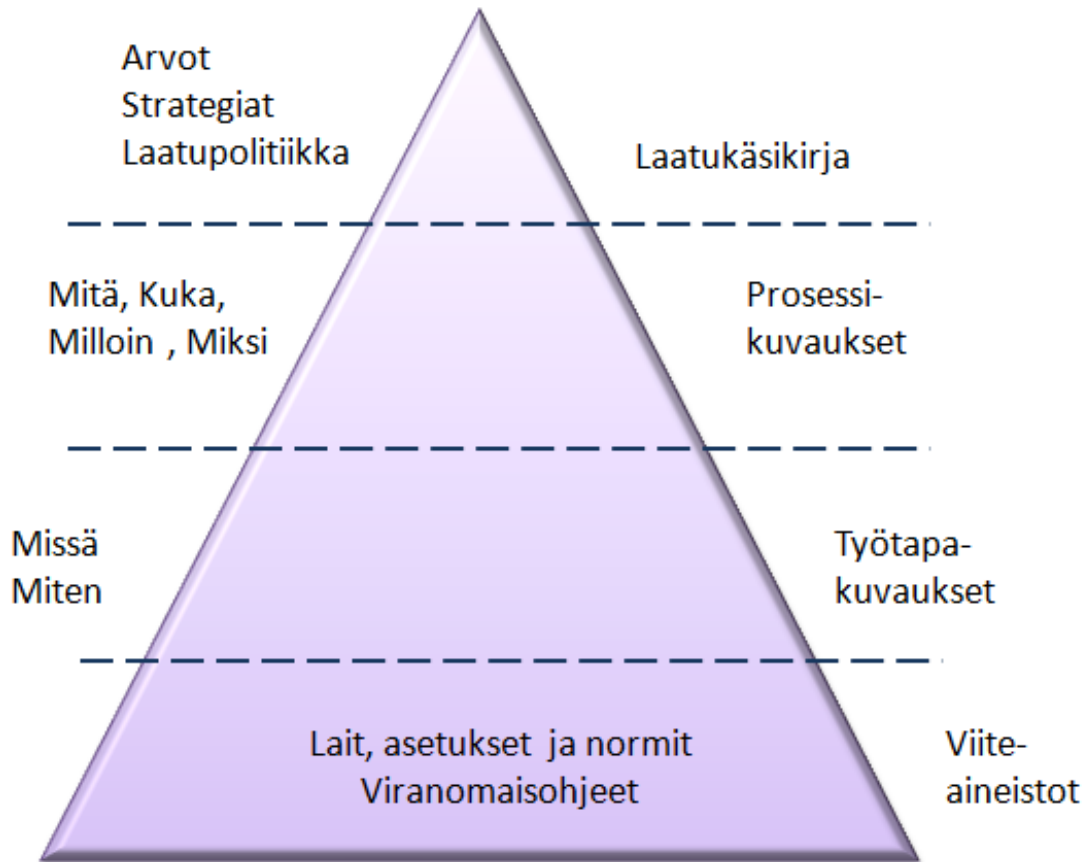 Arvot
Strategiat
Laatupolitiikka
Laatukäsikirja
Mitä, Kuka,
Milloin , Miksi
Prosessi-
kuvaukset
Missä
Miten
Työtapa-
kuvaukset
Lait, asetukset ja normit
Viranomaisohjeet
Viite-
aineistot